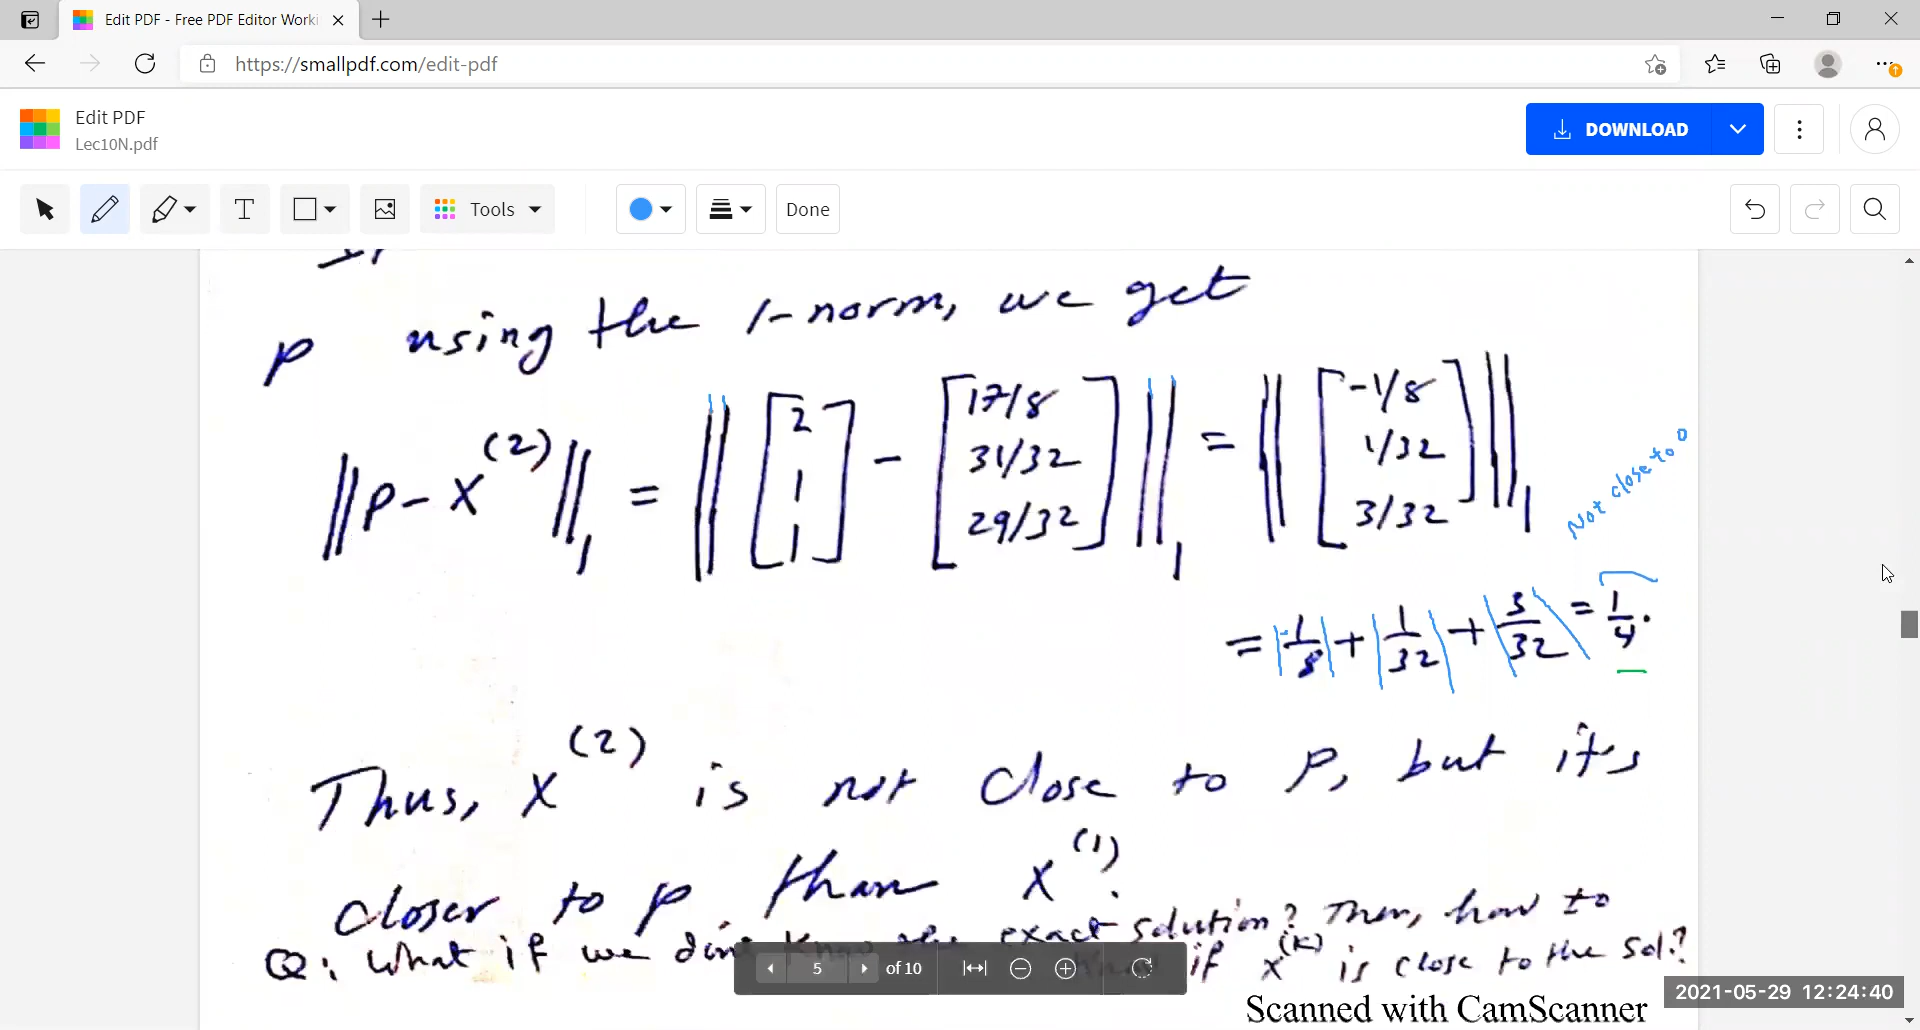 Edit PDF - Free PDF Editor Worki
https://smallpdf.com/edit-pdf
Edit PDF
Lec10N.pdf
DOWNLOAD
T
Tools
Done
p using the 1-norm, we get
‖p - x^(2)‖₁ = ‖[2 1 1] - [17/8 31/32 29/32]‖₁ = ‖[-1/8 1/32 3/32]‖₁
Not close to 0
= |-1/8| + |1/32| + |3/32| = 1/4.
Thus, x^(2) is not close to p, but it's
closer to p than x^(1).
Q: What if we don't know the exact solution? Then, how to
know if x^(k) is close to the sol?
5 of 10
Scanned with CamScanner
2021-05-29 12:24:40